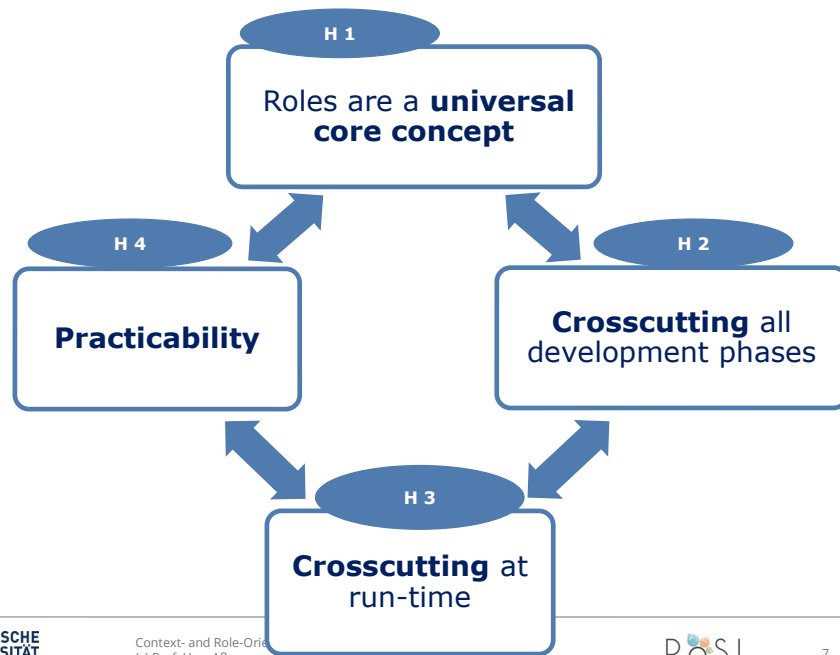 H 1
Roles are a universal
core concept
H 4
H 2
Practicability
Crosscutting all
development phases
H 3
Crosscutting at
run-time
SCHE
SITÄT
Context- and Role-Orie
7